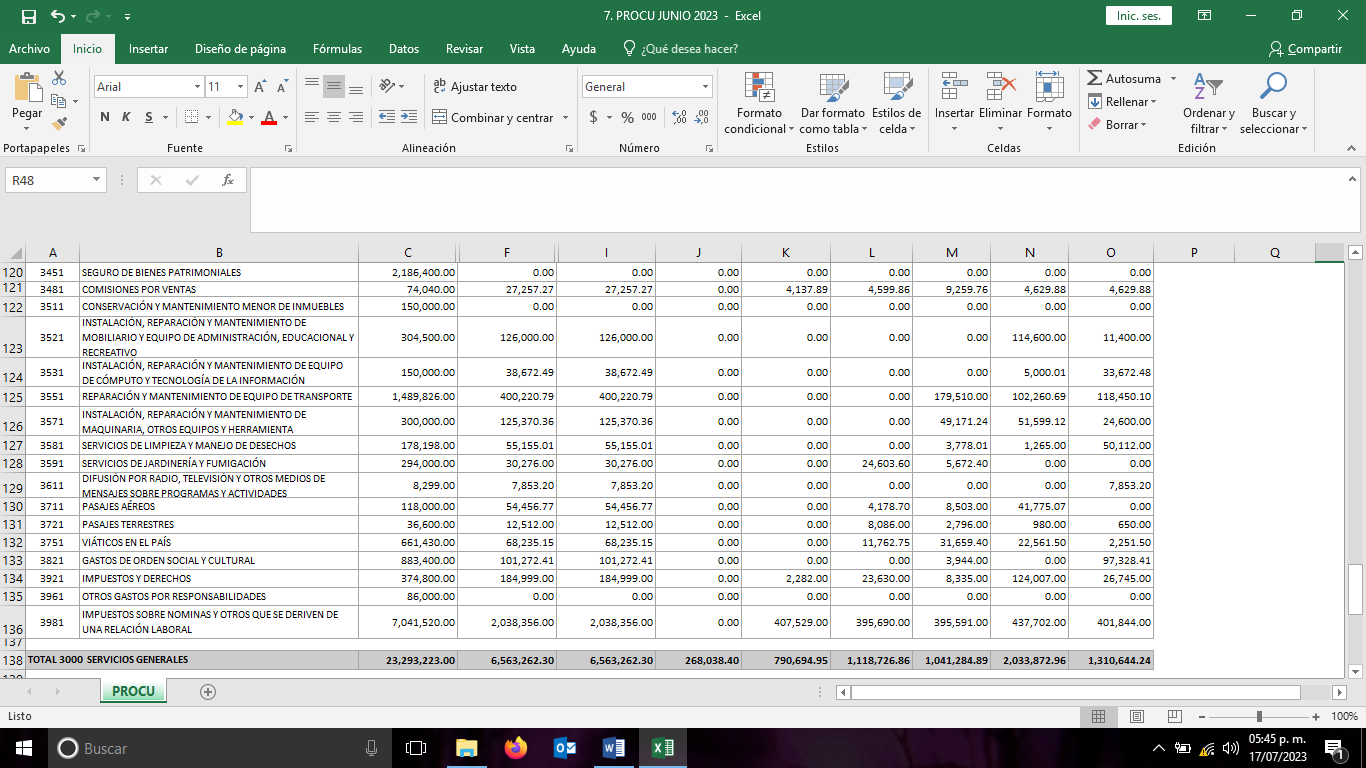 7. PROCU JUNIO 2023 - Excel
Inic. ses.
Archivo Inicio Insertar Diseño de página Fórmulas Datos Revisar Vista Ayuda ¿Qué desea hacer? Compartir
Pegar
Portapapeles
Arial 11
N K S
Fuente
Ajustar texto
Combinar y centrar
Alineación
General
$ % 000
Número
Formato condicional
Dar formato como tabla
Estilos de celda
Estilos
Insertar Eliminar Formato
Celdas
Autosuma
Rellenar
Borrar
Ordenar y filtrar
Buscar y seleccionar
Edición
R48 fx
A B C F I J K L M N O P Q
120 3451 SEGURO DE BIENES PATRIMONIALES 2,186,400.00 0.00 0.00 0.00 0.00 0.00 0.00 0.00 0.00
121 3481 COMISIONES POR VENTAS 74,040.00 27,257.27 27,257.27 0.00 4,137.89 4,599.86 9,259.76 4,629.88 4,629.88
122 3511 CONSERVACIÓN Y MANTENIMIENTO MENOR DE INMUEBLES 150,000.00 0.00 0.00 0.00 0.00 0.00 0.00 0.00 0.00
INSTALACIÓN, REPARACIÓN Y MANTENIMIENTO DE
123 3521 MOBILIARIO Y EQUIPO DE ADMINISTRACIÓN, EDUCACIONAL Y 304,500.00 126,000.00 126,000.00 0.00 0.00 0.00 0.00 114,600.00 11,400.00
RECREATIVO
INSTALACIÓN, REPARACIÓN Y MANTENIMIENTO DE EQUIPO
124 3531 DE CÓMPUTO Y TECNOLOGÍA DE LA INFORMACIÓN 150,000.00 38,672.49 38,672.49 0.00 0.00 0.00 0.00 5,000.01 33,672.48
125 3551 REPARACIÓN Y MANTENIMIENTO DE EQUIPO DE TRANSPORTE 1,489,826.00 400,220.79 400,220.79 0.00 0.00 0.00 179,510.00 102,260.69 118,450.10
INSTALACIÓN, REPARACIÓN Y MANTENIMIENTO DE
126 3571 MAQUINARIA, OTROS EQUIPOS Y HERRAMIENTA 300,000.00 125,370.36 125,370.36 0.00 0.00 0.00 49,171.24 51,599.12 24,600.00
127 3581 SERVICIOS DE LIMPIEZA Y MANEJO DE DESECHOS 178,198.00 55,155.01 55,155.01 0.00 0.00 0.00 3,778.01 1,265.00 50,112.00
128 3591 SERVICIOS DE JARDINERÍA Y FUMIGACIÓN 294,000.00 30,276.00 30,276.00 0.00 0.00 24,603.60 5,672.40 0.00 0.00
DIFUSIÓN POR RADIO, TELEVISIÓN Y OTROS MEDIOS DE
129 3611 MENSAJES SOBRE PROGRAMAS Y ACTIVIDADES 8,299.00 7,853.20 7,853.20 0.00 0.00 0.00 0.00 0.00 7,853.20
130 3711 PASAJES AÉREOS 118,000.00 54,456.77 54,456.77 0.00 0.00 4,178.70 8,503.00 41,775.07 0.00
131 3721 PASAJES TERRESTRES 36,600.00 12,512.00 12,512.00 0.00 0.00 8,086.00 2,796.00 980.00 650.00
132 3751 VIÁTICOS EN EL PAÍS 661,430.00 68,235.15 68,235.15 0.00 0.00 11,762.75 31,659.40 22,561.50 2,251.50
133 3821 GASTOS DE ORDEN SOCIAL Y CULTURAL 883,400.00 101,272.41 101,272.41 0.00 0.00 0.00 3,944.00 0.00 97,328.41
134 3921 IMPUESTOS Y DERECHOS 374,800.00 184,999.00 184,999.00 0.00 2,282.00 23,630.00 8,335.00 124,007.00 26,745.00
135 3961 OTROS GASTOS POR RESPONSABILIDADES 86,000.00 0.00 0.00 0.00 0.00 0.00 0.00 0.00 0.00
IMPUESTOS SOBRE NOMINAS Y OTROS QUE SE DERIVEN DE
136 3981 UNA RELACIÓN LABORAL 7,041,520.00 2,038,356.00 2,038,356.00 0.00 407,529.00 395,690.00 395,591.00 437,702.00 401,844.00
137
138 TOTAL 3000 SERVICIOS GENERALES 23,293,223.00 6,563,262.30 6,563,262.30 268,038.40 790,694.95 1,118,726.86 1,041,284.89 2,033,872.96 1,310,644.24
PROCU
Listo 100%
Buscar
05:45 p. m.
17/07/2023
1